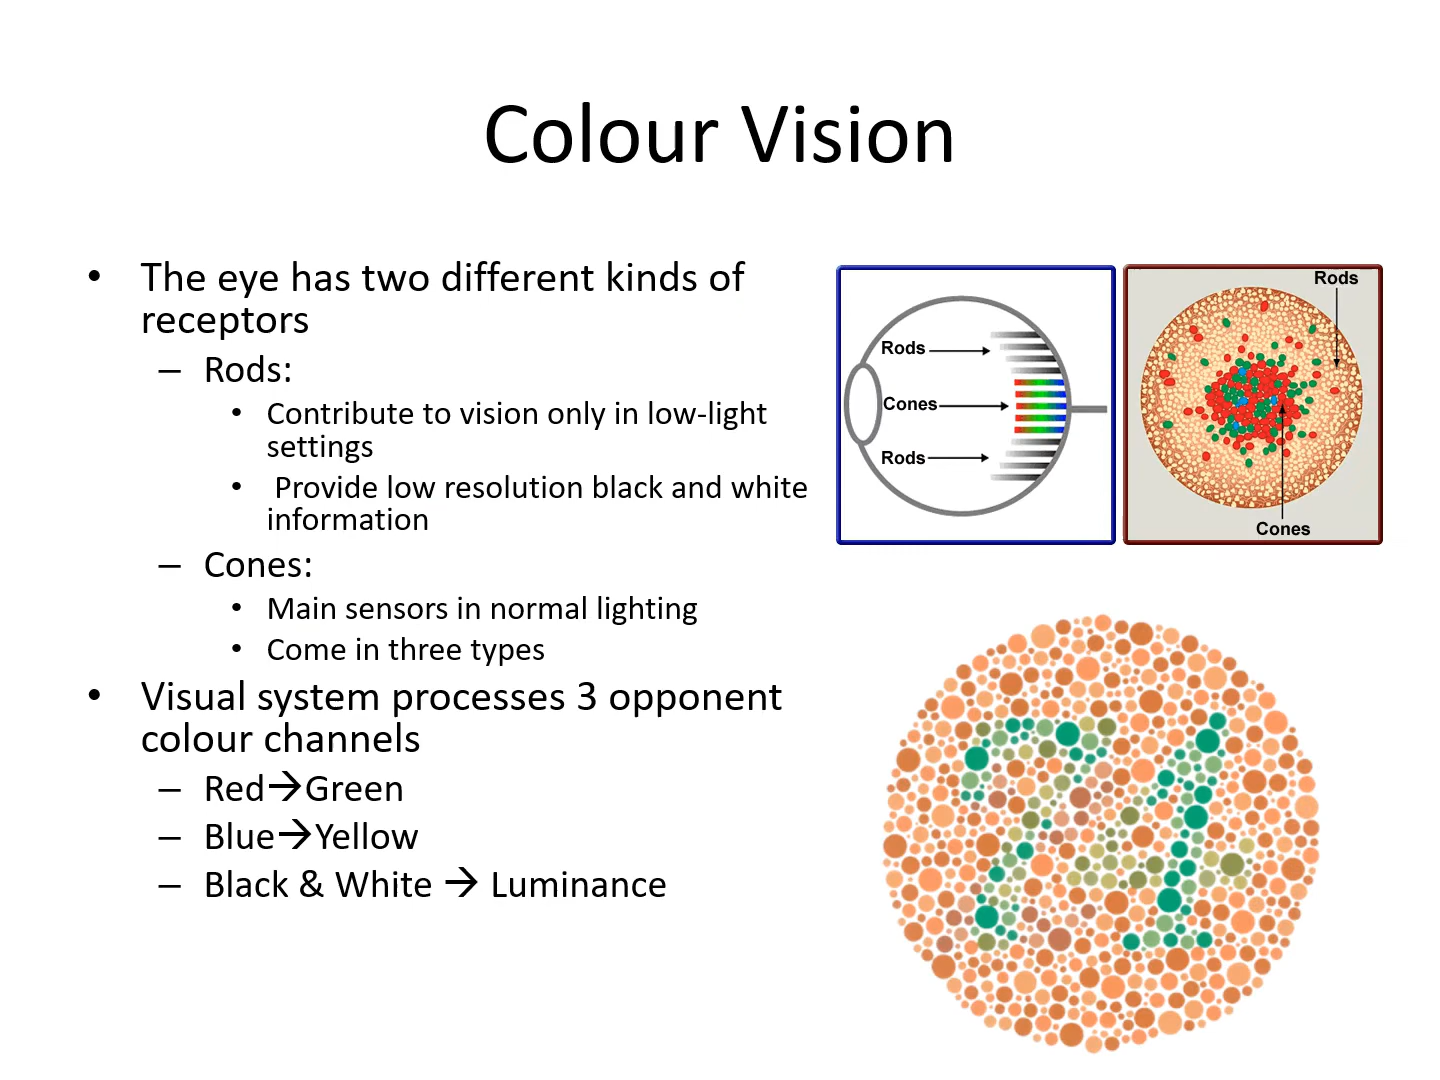 Colour Vision
• The eye has two different kinds of
receptors
– Rods:
• Contribute to vision only in low-light
settings
• Provide low resolution black and white
information
– Cones:
• Main sensors in normal lighting
• Come in three types
• Visual system processes 3 opponent
colour channels
– Red→Green
– Blue→Yellow
– Black & White → Luminance
Rods
Cones
Rods
Rods
Cones